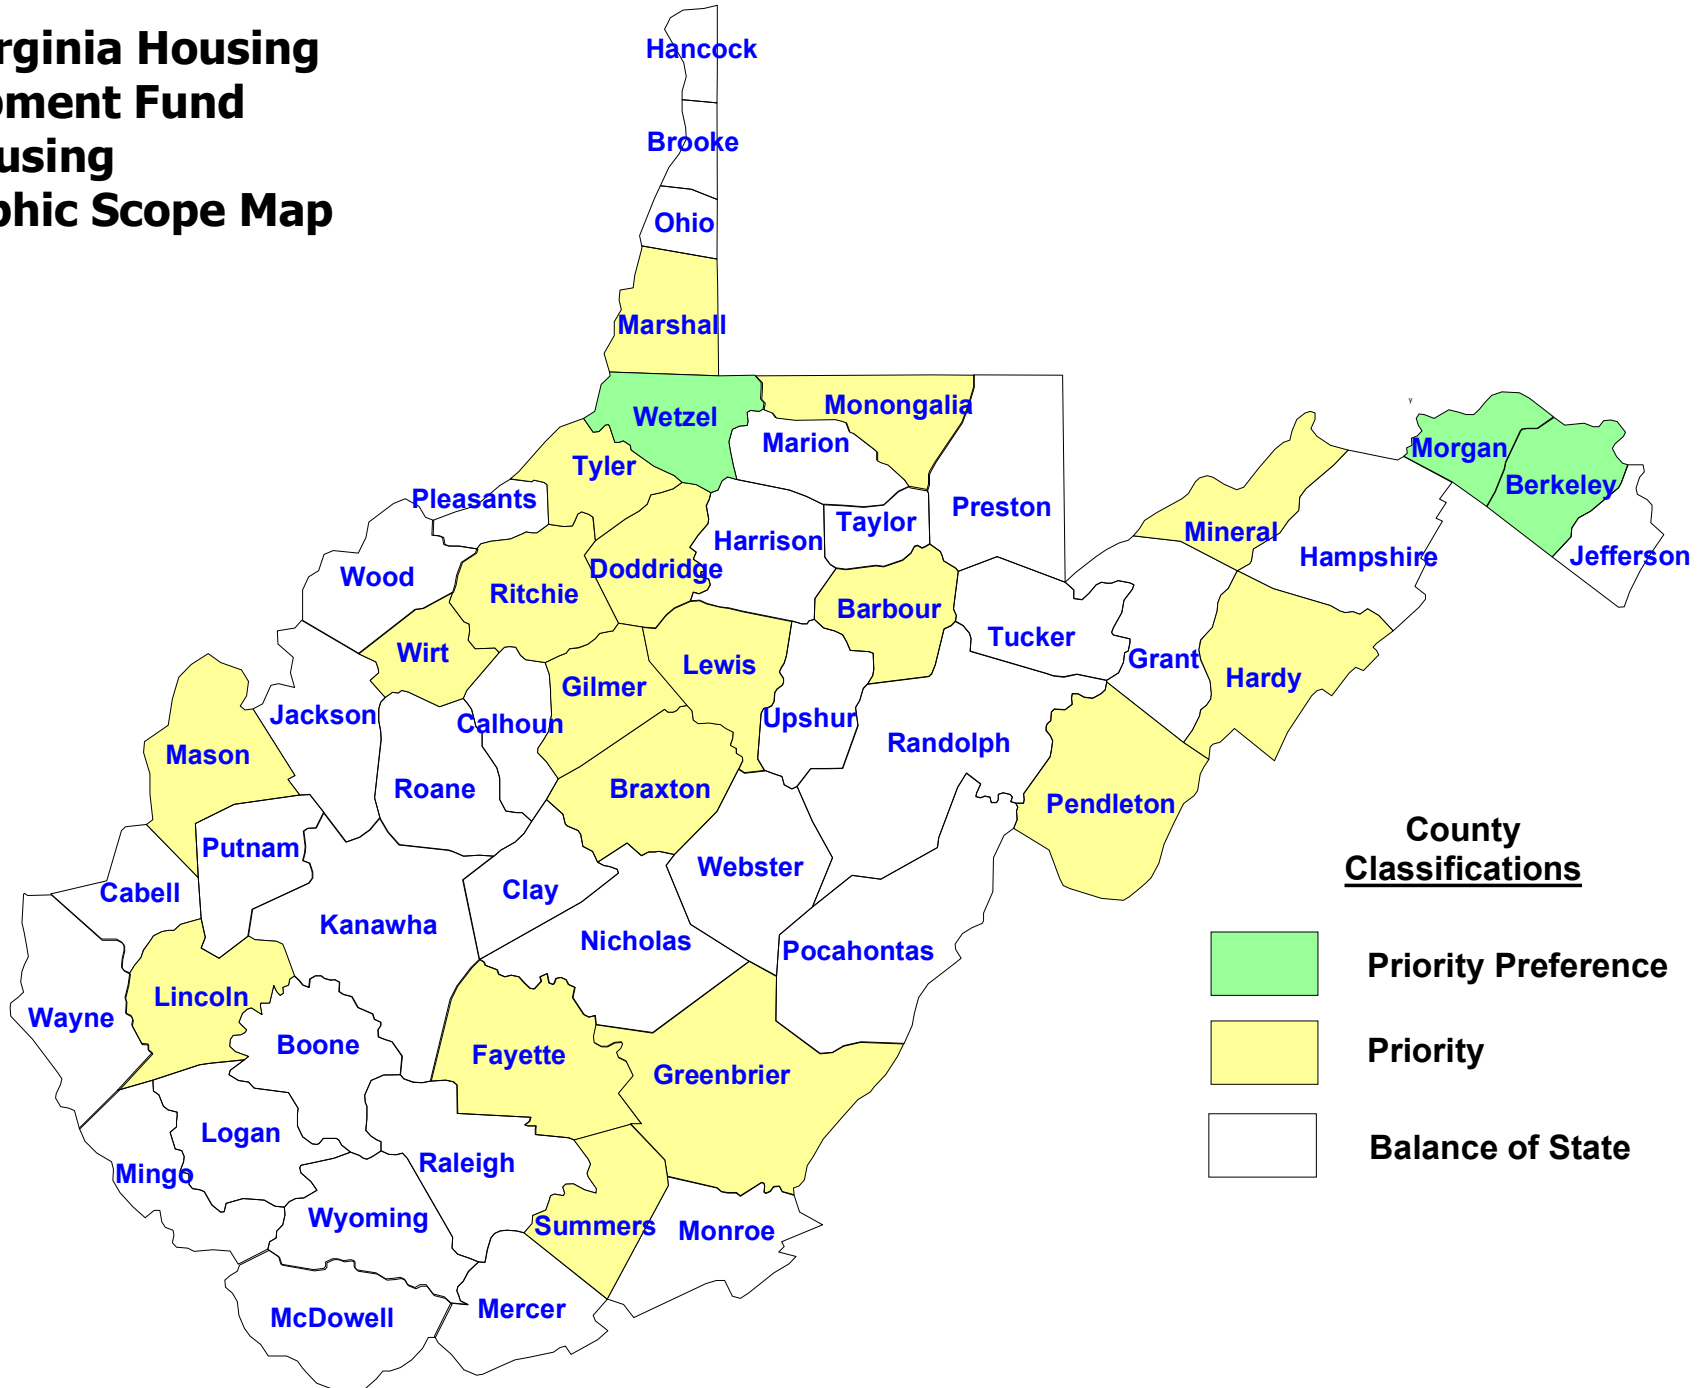 rginia Housing
pment Fund
using
phic Scope Map
Hancock
Brooke
Ohio
Marshall
Wetzel
Monongalia
Marion
Morgan
Tyler
Berkeley
Pleasants
Preston
Taylor
Mineral
Harrison
Hampshire
Jefferson
Doddridge
Wood
Ritchie
Barbour
Tucker
Wirt
Lewis
Grant
Hardy
Gilmer
Jackson
Calhoun
Upshur
Randolph
Mason
Roane
Braxton
Pendleton
Putnam
Webster
Cabell
Clay
Kanawha
Nicholas
Pocahontas
Lincoln
Wayne
Boone
Fayette
Greenbrier
Logan
Raleigh
Mingo
Wyoming
Summers
Monroe
Mercer
McDowell
County
Classifications
Priority Preference
Priority
Balance of State